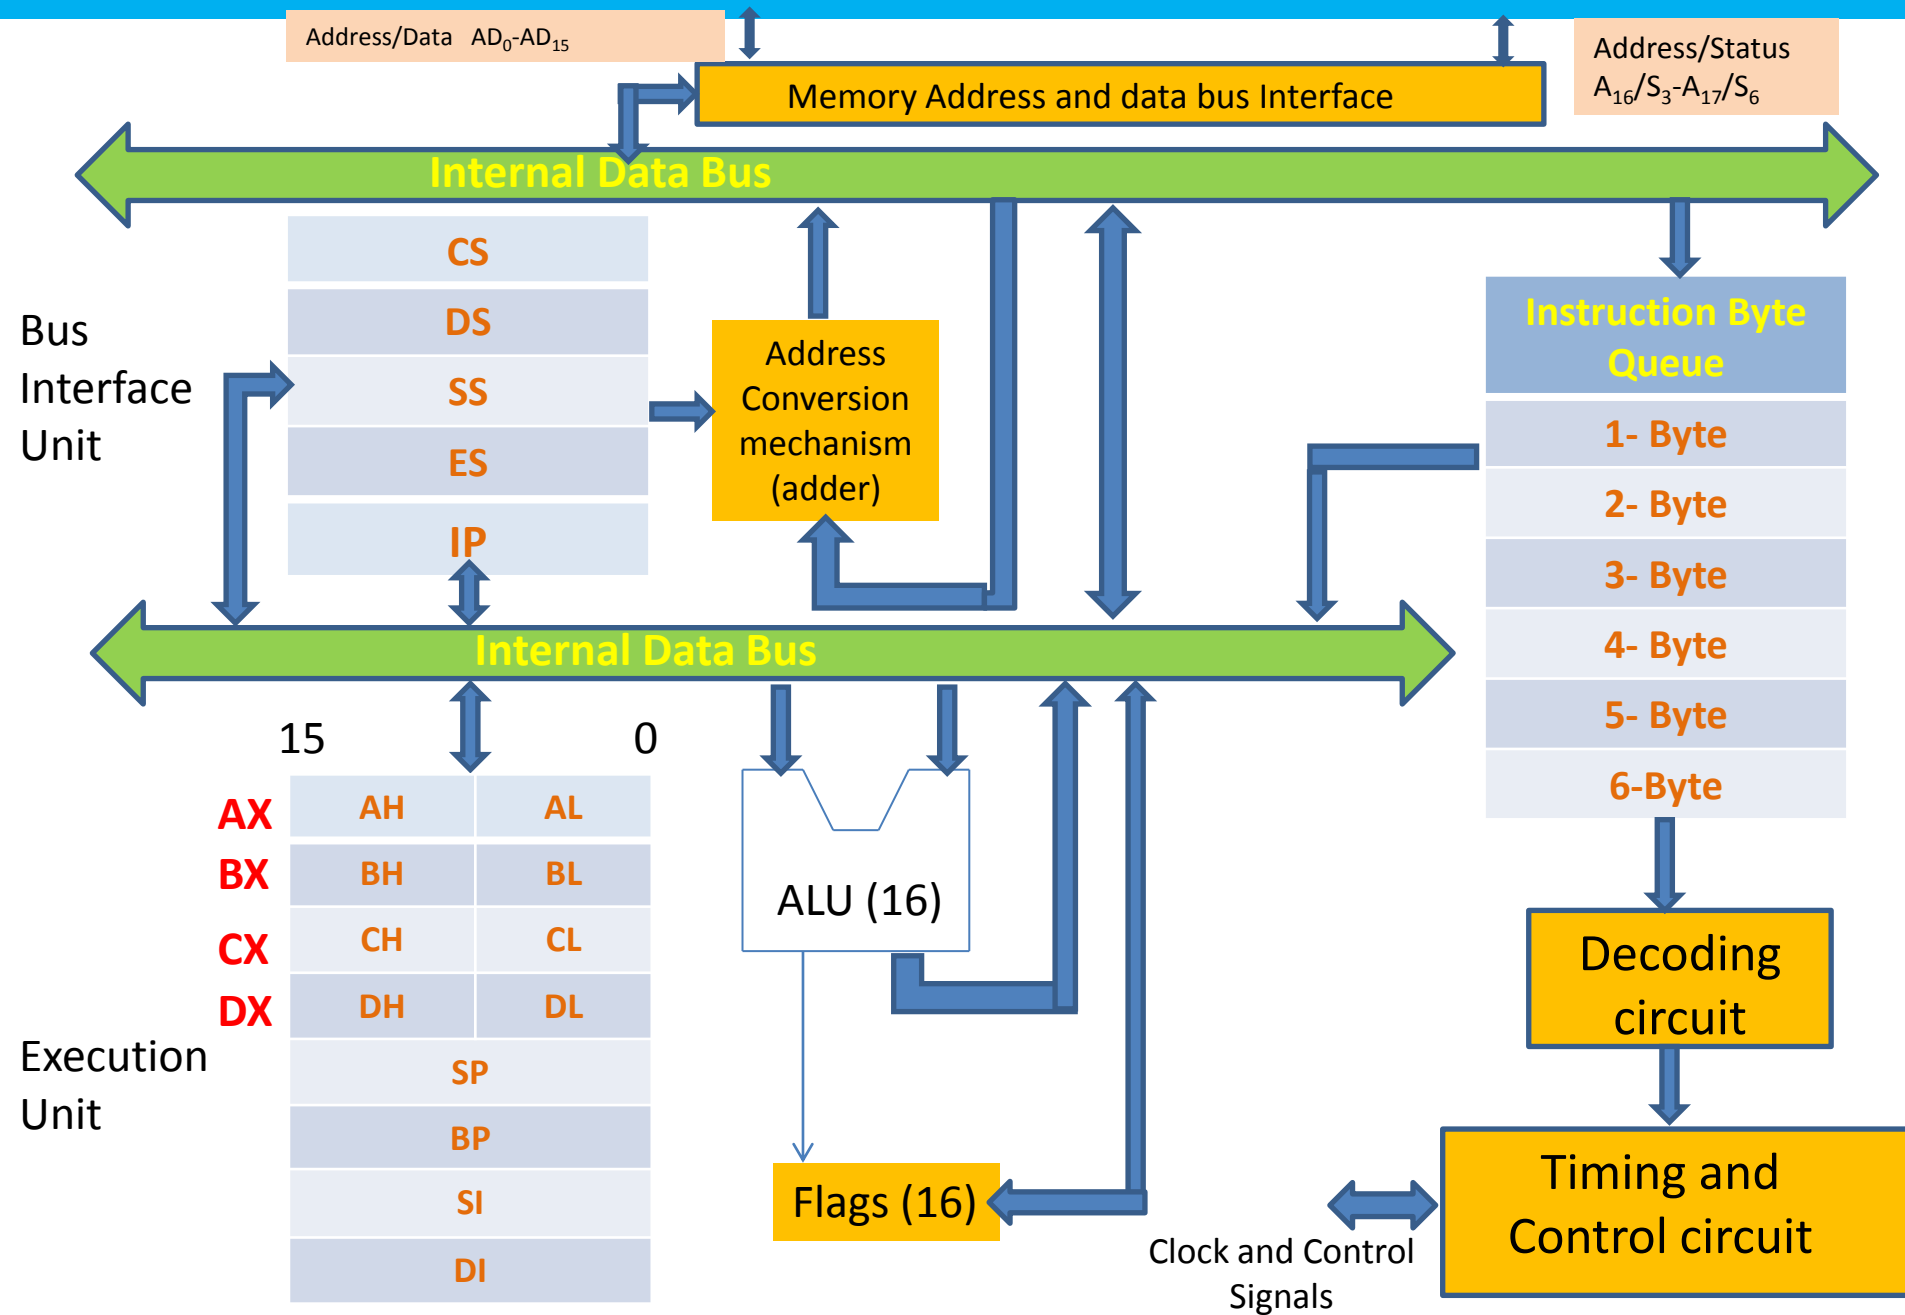 Address/Data AD₀-AD₁₅
Address/Status
A₁₆/S₃-A₁₇/S₆
Memory Address and data bus Interface
Internal Data Bus
Bus
Interface
Unit
CS
DS
SS
ES
IP
Address
Conversion
mechanism
(adder)
Instruction Byte
Queue
1- Byte
2- Byte
3- Byte
4- Byte
5- Byte
6-Byte
Internal Data Bus
15 0
AX AH AL
BX BH BL
CX CH CL
DX DH DL
SP
BP
SI
DI
Execution
Unit
ALU (16)
Flags (16)
Decoding
circuit
Timing and
Control circuit
Clock and Control
Signals